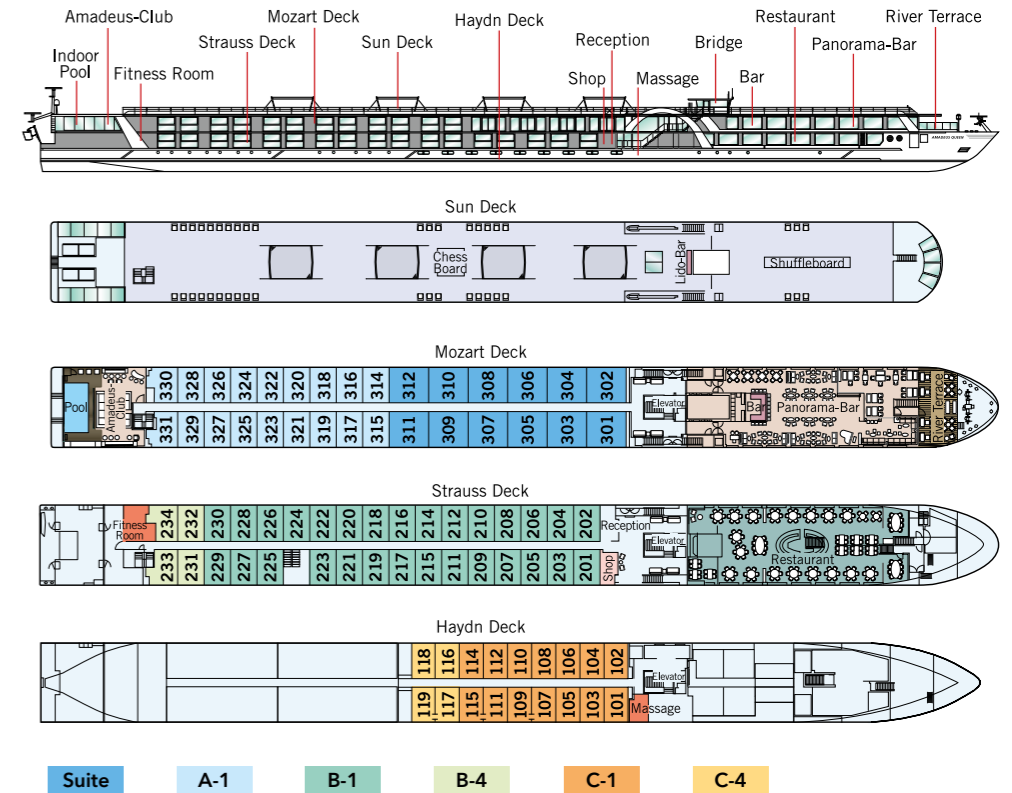 Amadeus-Club
Mozart Deck
Haydn Deck
Restaurant
River Terrace
Strauss Deck
Sun Deck
Reception
Bridge
Panorama-Bar
Indoor
Pool
Fitness Room
Shop
Massage
Bar
AMADEUS QUEEN
Sun Deck
Chess
Board
Lido-Bar
Shuffleboard
Mozart Deck
330 328 326 324 322 320 318 316 314 312 310 308 306 304 302
Pool
Amadeus-
Club
Elevator
Bar
Panorama-Bar
River Terrace
331 329 327 325 323 321 319 317 315 311 309 307 305 303 301
Strauss Deck
234 232 230 228 226 224 222 220 218 216 214 212 210 208 206 204 202
Fitness
Room
Reception
Elevator
Restaurant
233 231 229 227 225 223 221 219 217 215 211 209 207 205 203 201
Shop
Haydn Deck
118 116 114 112 110 108 106 104 102
Elevator
119 117 115 111 109 107 105 103 101
Massage
Suite
A-1
B-1
B-4
C-1
C-4